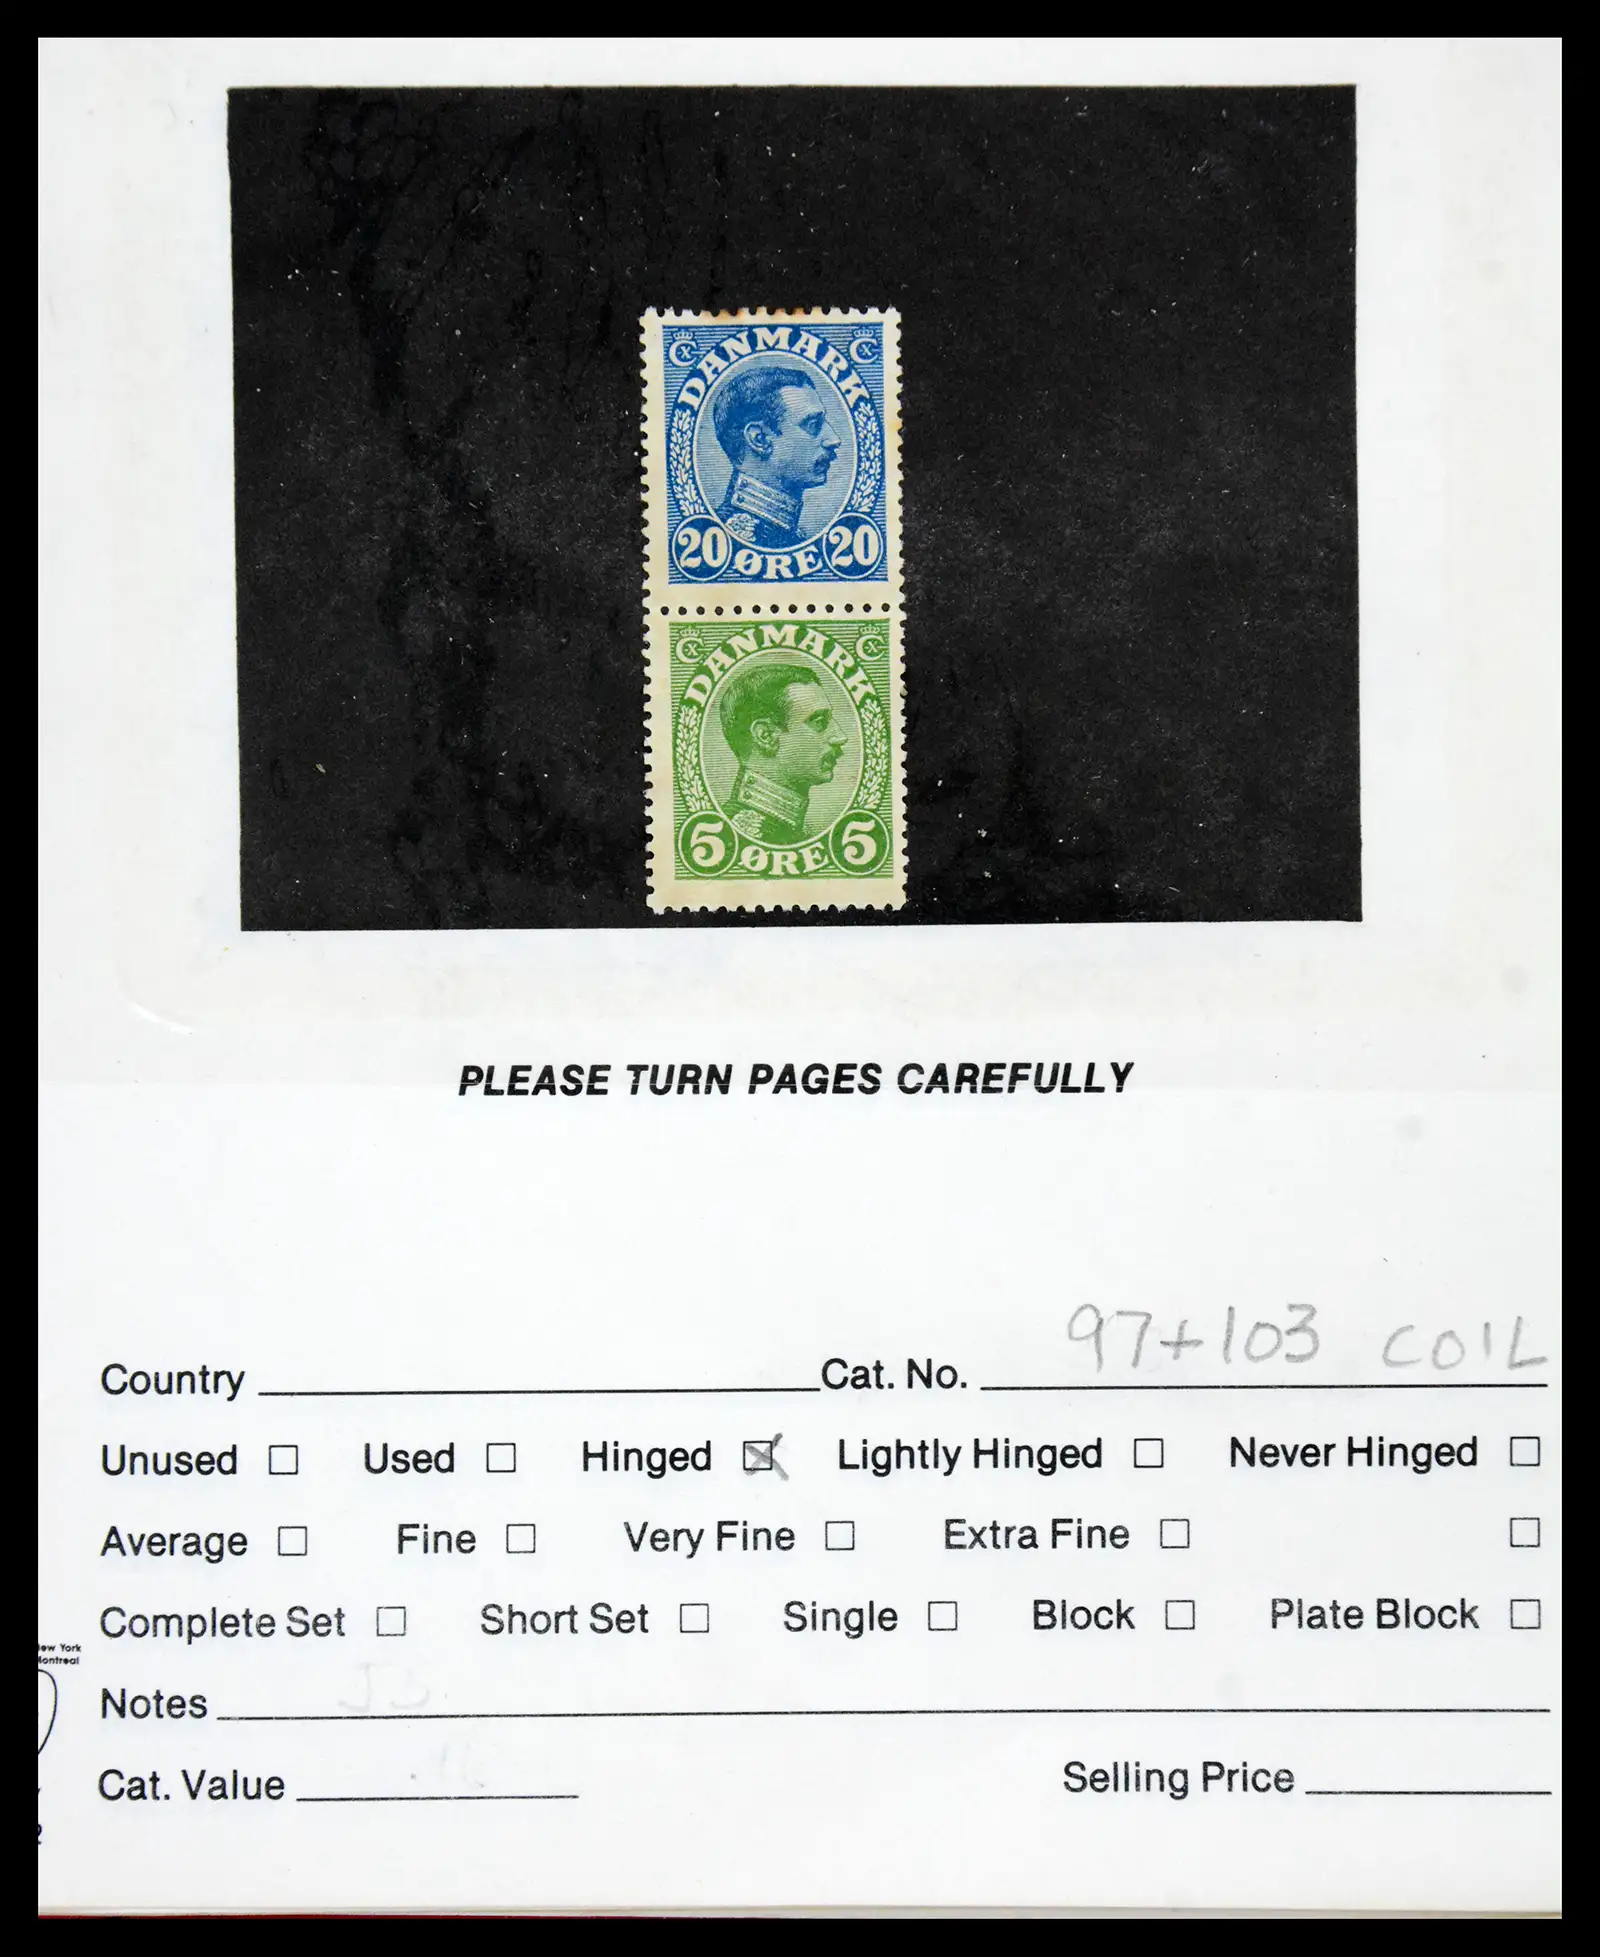 DANMARK
20 ØRE 20
DANMARK
5 ØRE 5
PLEASE TURN PAGES CAREFULLY
97+103 COIL
Country Cat. No.
Unused Used Hinged Lightly Hinged Never Hinged
Average Fine Very Fine Extra Fine
Complete Set Short Set Single Block Plate Block
Notes
Cat. Value Selling Price